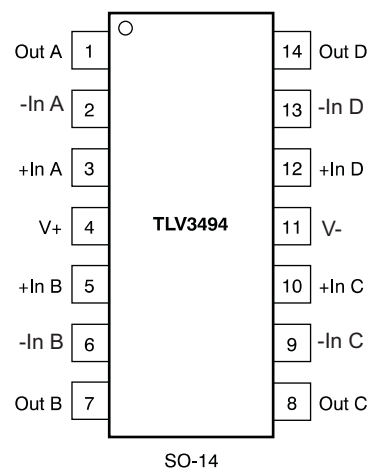 Out A 1 14 Out D
-In A 2 13 -In D
+In A 3 12 +In D
V+ 4 TLV3494 11 V-
+In B 5 10 +In C
-In B 6 9 -In C
Out B 7 8 Out C
SO-14